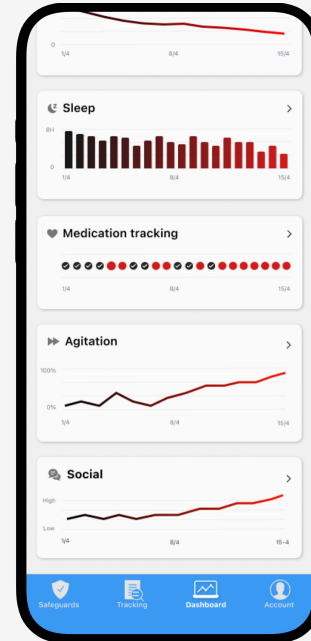 0
1/4 8/4 15/4
Sleep
8H
0
1/4 8/4 15/4
Medication tracking
1/4 8/4 15/4
Agitation
100%
0%
1/4 8/4 15/4
Social
High
Low
1/4 8/4 15-4
Safeguards Tracking Dashboard Account